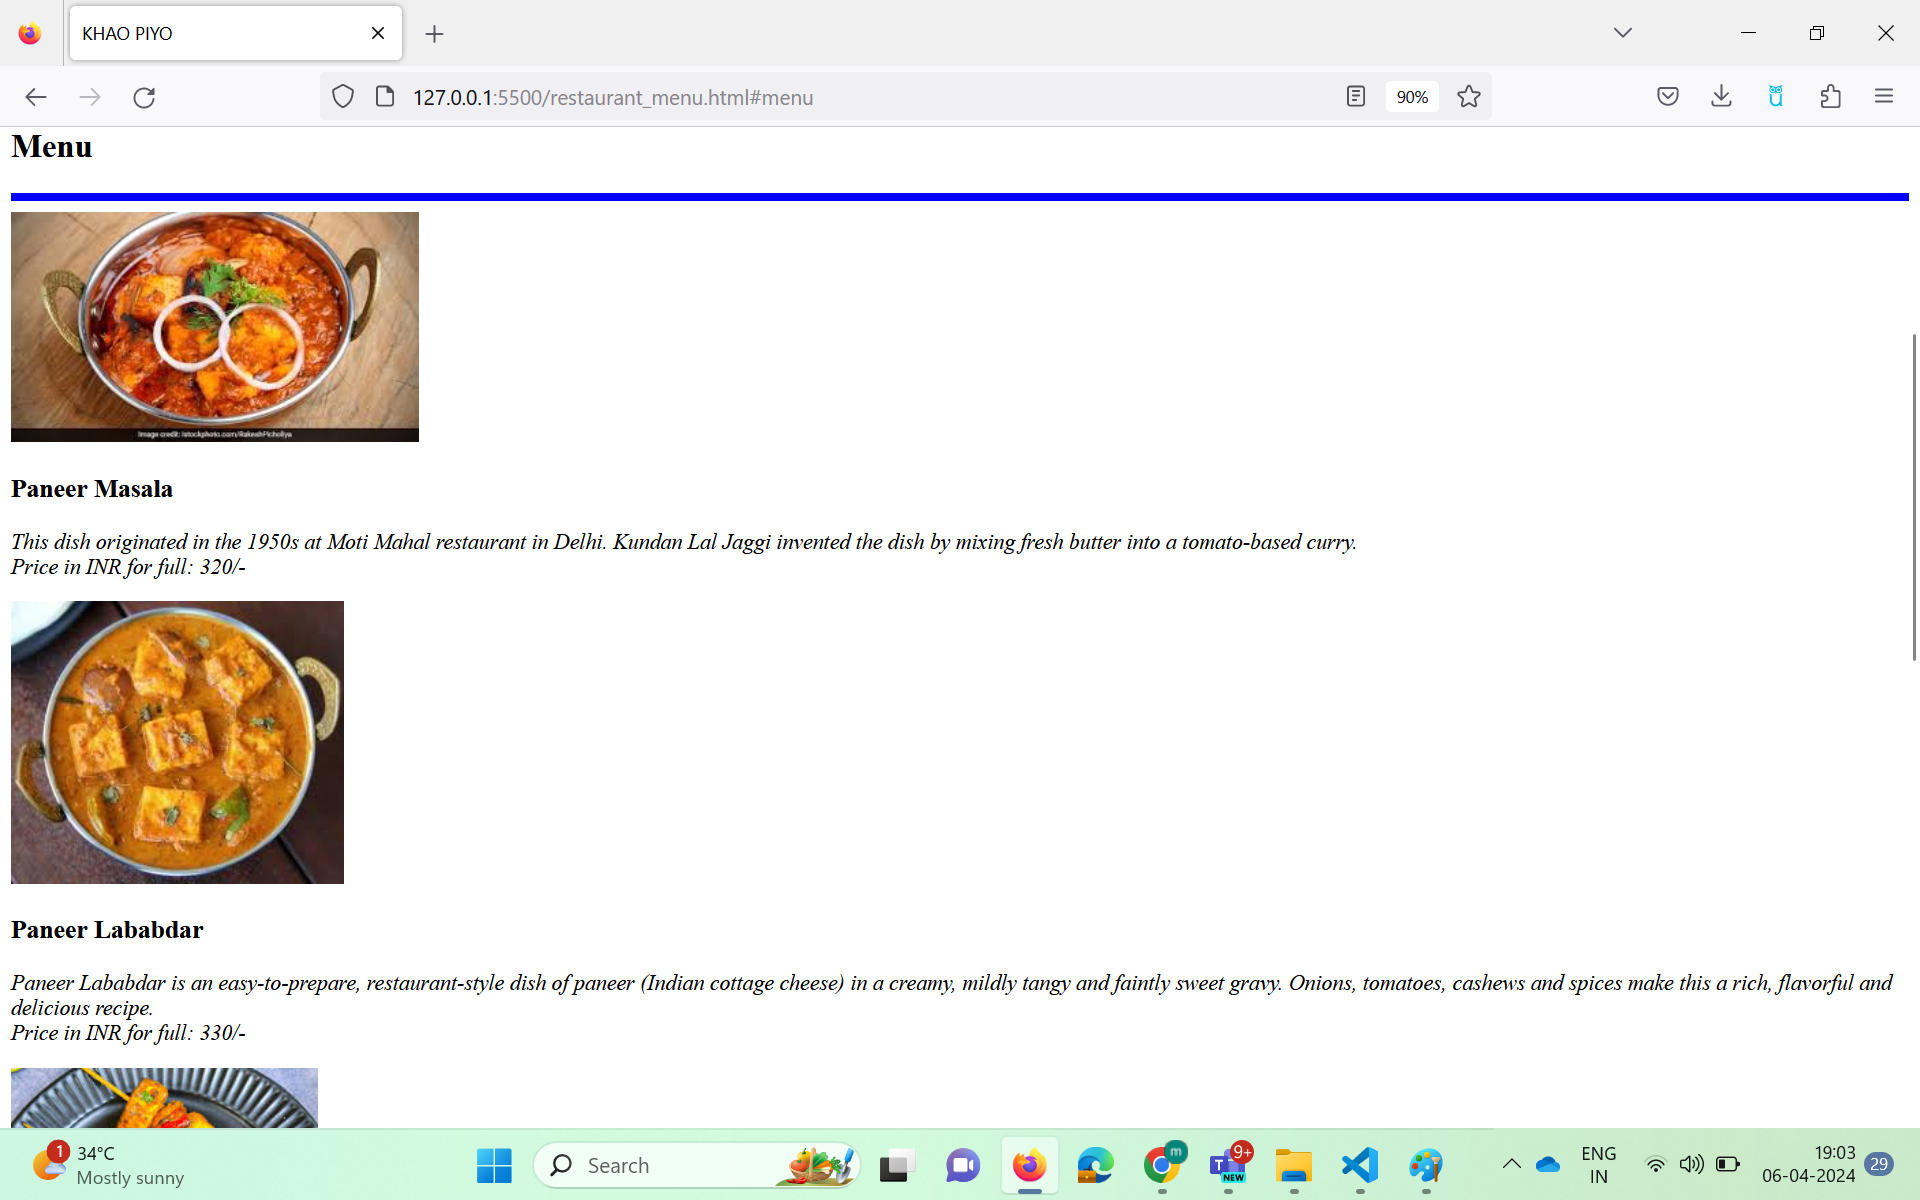 KHAO PIYO
127.0.0.1:5500/restaurant_menu.html#menu
90%
Menu
Image credit: istockphoto.com/RakeshPicholiya
Paneer Masala
This dish originated in the 1950s at Moti Mahal restaurant in Delhi. Kundan Lal Jaggi invented the dish by mixing fresh butter into a tomato-based curry.
Price in INR for full: 320/-
Paneer Lababdar
Paneer Lababdar is an easy-to-prepare, restaurant-style dish of paneer (Indian cottage cheese) in a creamy, mildly tangy and faintly sweet gravy. Onions, tomatoes, cashews and spices make this a rich, flavorful and
delicious recipe.
Price in INR for full: 330/-
1
34°C
Mostly sunny
Search
m
9+
T
NEW
ENG
IN
19:03
06-04-2024
29